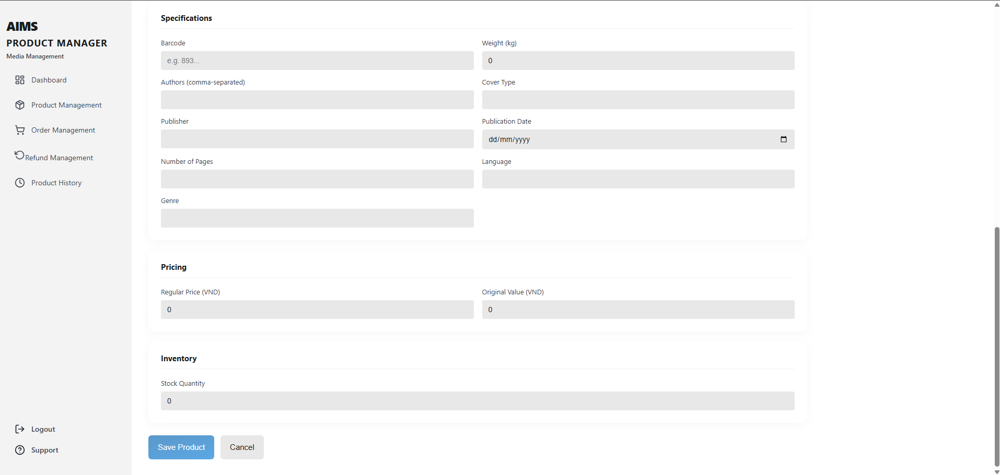 AIMS
PRODUCT MANAGER
Media Management
Dashboard
Product Management
Order Management
Refund Management
Product History
Logout
Support
Specifications
Barcode
e.g. 893...
Weight (kg)
0
Authors (comma-separated)
Cover Type
Publisher
Publication Date
dd/mm/yyyy
Number of Pages
Language
Genre
Pricing
Regular Price (VND)
0
Original Value (VND)
0
Inventory
Stock Quantity
0
Save Product
Cancel